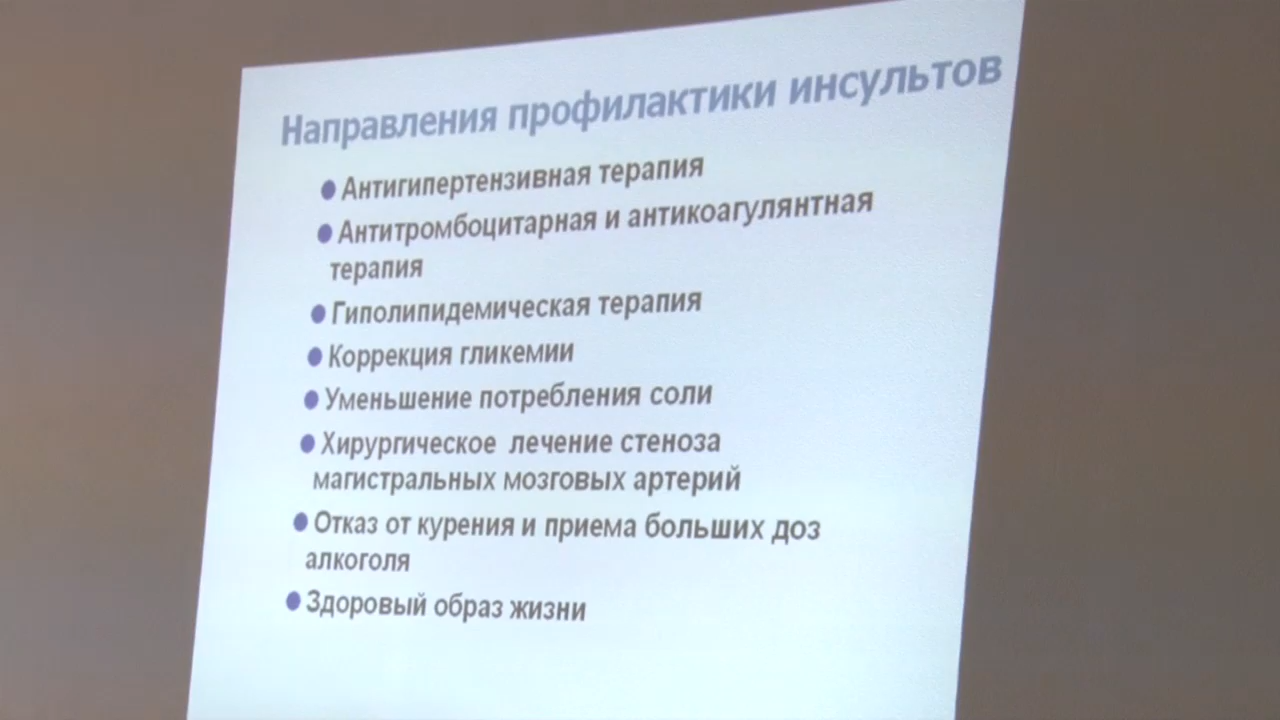 Направления профилактики инсультов
● Антигипертензивная терапия
● Антитромбоцитарная и антикоагулянтная
терапия
● Гиполипидемическая терапия
● Коррекция гликемии
● Уменьшение потребления соли
● Хирургическое лечение стеноза
магистральных мозговых артерий
● Отказ от курения и приема больших доз
алкоголя
● Здоровый образ жизни